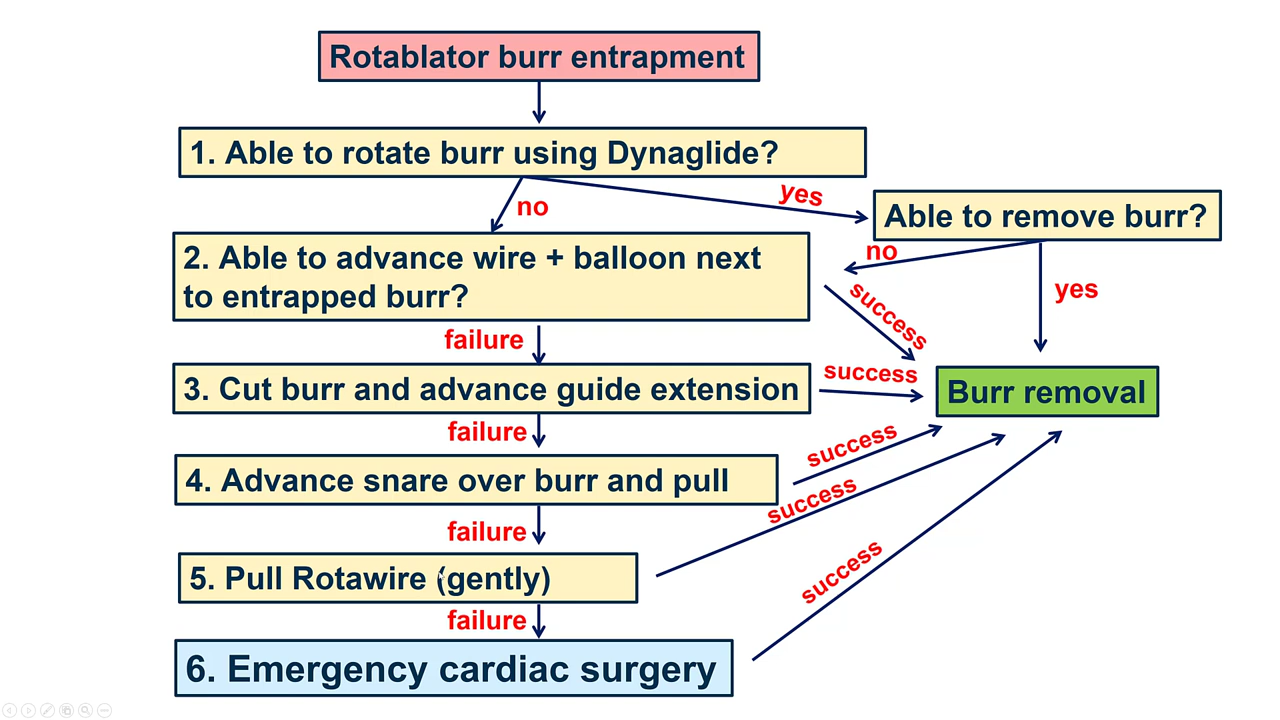 Rotablator burr entrapment
1. Able to rotate burr using Dynaglide?
yes
no
Able to remove burr?
2. Able to advance wire + balloon next
to entrapped burr?
no
yes
success
failure
3. Cut burr and advance guide extension
success
Burr removal
failure
4. Advance snare over burr and pull
success
failure
5. Pull Rotawire (gently)
success
failure
6. Emergency cardiac surgery
success